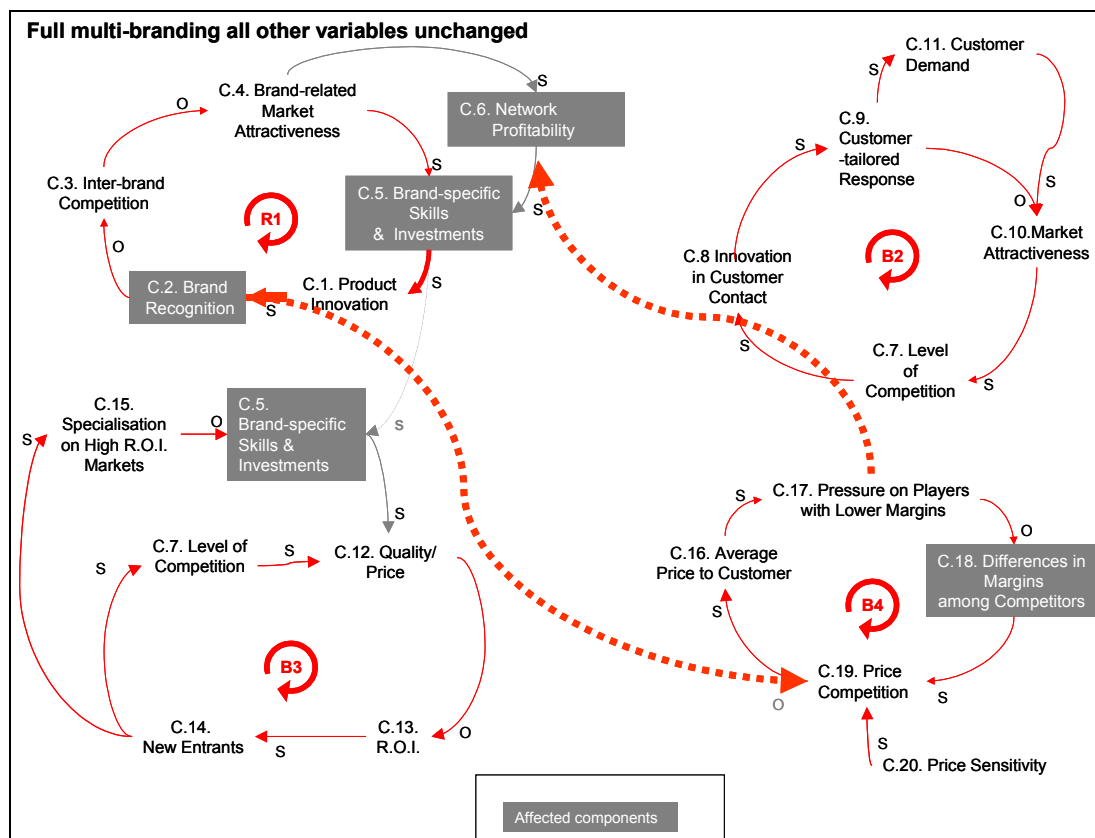 Full multi-branding all other variables unchanged
C.4. Brand-related
Market
Attractiveness
S
C.6. Network
Profitability
O
S
S
C.3. Inter-brand
Competition
C.5. Brand-specific
Skills
& Investments
R1
O
C.2. Brand
Recognition
S
C.1. Product
Innovation
S
C.11. Customer
Demand
S
C.9.
Customer
-tailored
Response
S
S
O
C.10.Market
Attractiveness
B2
C.8 Innovation
in Customer
Contact
S
C.7. Level
of
Competition
S
C.15.
Specialisation
on High R.O.I.
Markets
S
O
C.5.
Brand-specific
Skills &
Investments
S
S
C.7. Level of
Competition
S
S
C.12. Quality/
Price
B3
C.14.
New Entrants
S
C.13.
R.O.I.
O
C.17. Pressure on Players
with Lower Margins
S
O
C.16. Average
Price to Customer
C.18. Differences in
Margins
among Competitors
S
B4
C.19. Price
Competition
O
S
S
C.20. Price Sensitivity
Affected components